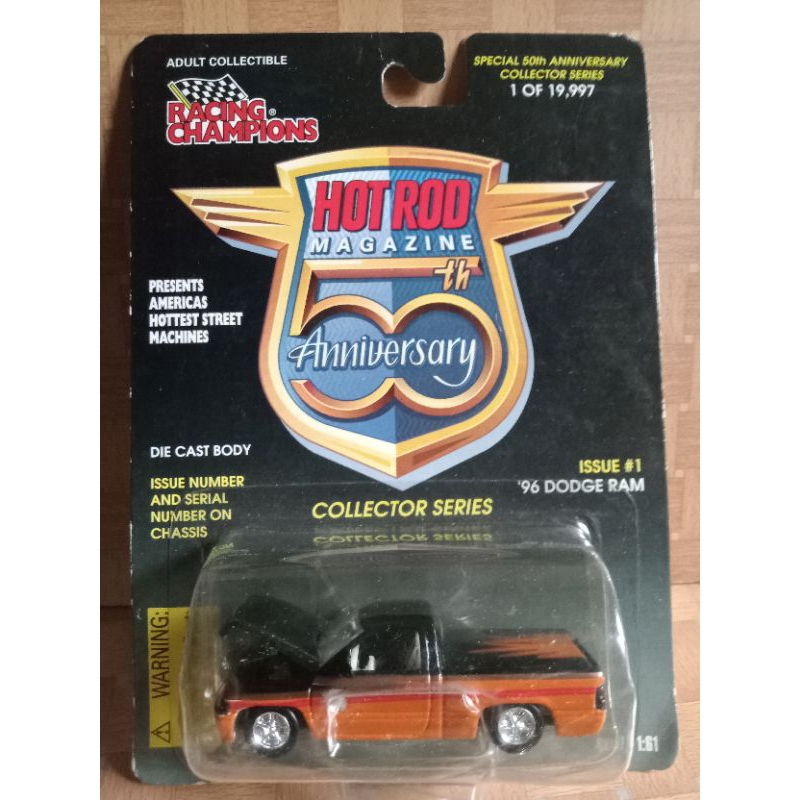 ADULT COLLECTIBLE
RACING®
CHAMPIONS
SPECIAL 50th ANNIVERSARY
COLLECTOR SERIES
1 OF 19,997
HOT ROD
MAGAZINE
50th
Anniversary
PRESENTS
AMERICAS
HOTTEST STREET
MACHINES
DIE CAST BODY
ISSUE NUMBER
AND SERIAL
NUMBER ON
CHASSIS
ISSUE #1
'96 DODGE RAM
COLLECTOR SERIES
WARNING:
1:61